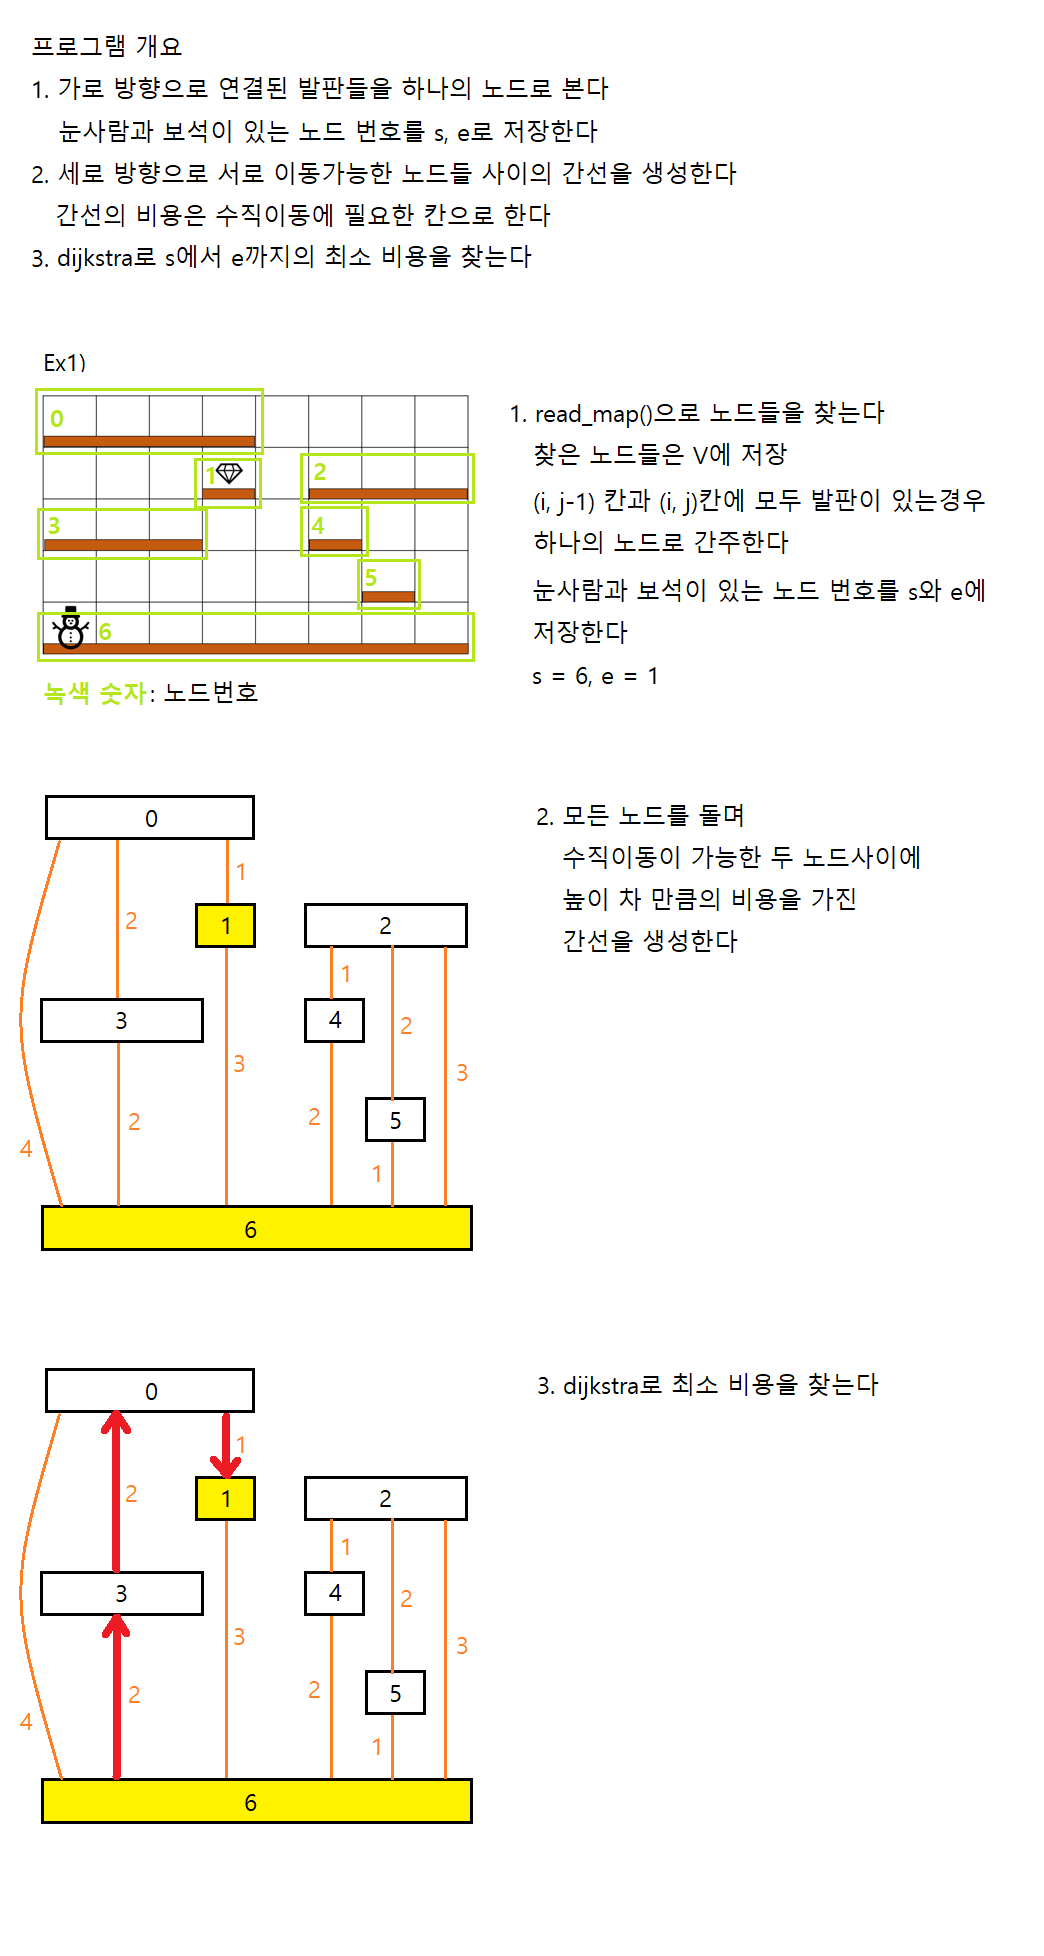 프로그램 개요
1. 가로 방향으로 연결된 발판들을 하나의 노드로 본다
눈사람과 보석이 있는 노드 번호를 s, e로 저장한다
2. 세로 방향으로 서로 이동가능한 노드들 사이의 간선을 생성한다
간선의 비용은 수직이동에 필요한 칸으로 한다
3. dijkstra로 s에서 e까지의 최소 비용을 찾는다
Ex1)
0
1
2
3
4
5
6
녹색 숫자: 노드번호
1. read_map()으로 노드들을 찾는다
찾은 노드들은 V에 저장
(i, j-1) 칸과 (i, j)칸에 모두 발판이 있는경우
하나의 노드로 간주한다
눈사람과 보석이 있는 노드 번호를 s와 e에
저장한다
s = 6, e = 1
0
1
2
1
2
1
3
4
2
3
3
2
2
5
4
1
6
2. 모든 노드를 돌며
수직이동이 가능한 두 노드사이에
높이 차 만큼의 비용을 가진
간선을 생성한다
0
1
2
1
2
1
3
4
2
3
3
2
2
5
4
1
6
3. dijkstra로 최소 비용을 찾는다